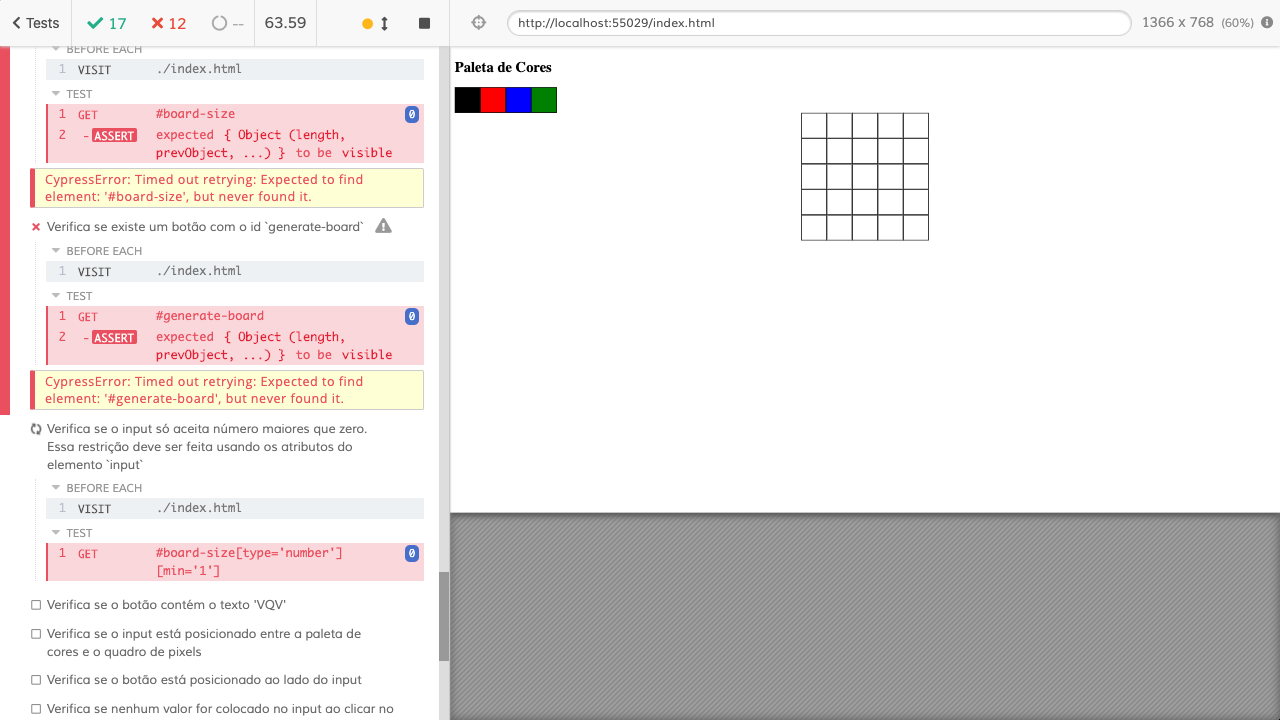 Tests 17 12 -- 63.59
http://localhost:55029/index.html 1366 x 768 (60%)
BEFORE EACH
1 VISIT ./index.html
TEST
1 GET #board-size 0
2 -ASSERT expected { Object (length,
prevObject, ...) } to be visible
CypressError: Timed out retrying: Expected to find
element: '#board-size', but never found it.
Verifica se existe um botão com o id `generate-board`
BEFORE EACH
1 VISIT ./index.html
TEST
1 GET #generate-board 0
2 -ASSERT expected { Object (length,
prevObject, ...) } to be visible
CypressError: Timed out retrying: Expected to find
element: '#generate-board', but never found it.
Verifica se o input só aceita número maiores que zero.
Essa restrição deve ser feita usando os atributos do
elemento `input`
BEFORE EACH
1 VISIT ./index.html
TEST
1 GET #board-size[type='number'] 0
[min='1']
Verifica se o botão contém o texto 'VQV'
Verifica se o input está posicionado entre a paleta de
cores e o quadro de pixels
Verifica se o botão está posicionado ao lado do input
Verifica se nenhum valor for colocado no input ao clicar no
Paleta de Cores